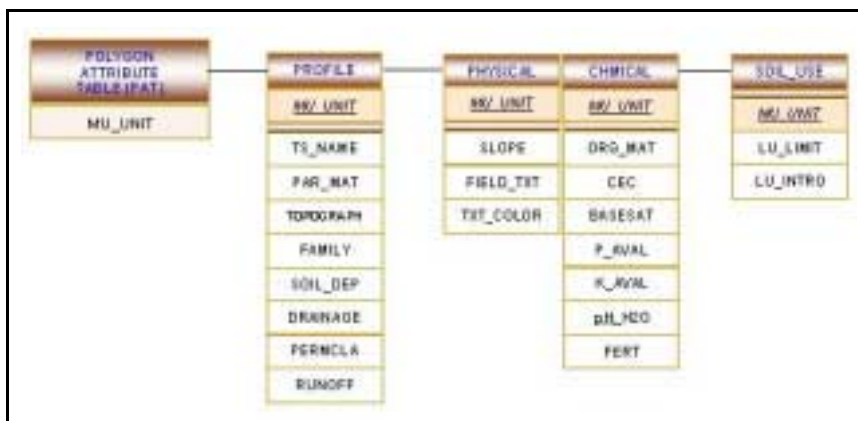 POLYGON
ATTRIBUTE
TABLE (PAT)
MU_UNIT
PROFILE
MU_UNIT
TS_NAME
PAR_MAT
TOPOGRAPH
FAMILY
SOIL_DEP
DRAINAGE
PERMCLA
RUNOFF
PHYSICAL
MU_UNIT
SLOPE
FIELD_TXT
TXT_COLOR
CHMICAL
MU_UNIT
ORG_MAT
CEC
BASESAT
P_AVAL
K_AVAL
pH_H2O
FERT
SOIL_USE
MU_UNIT
LU_LIMIT
LU_INTRO